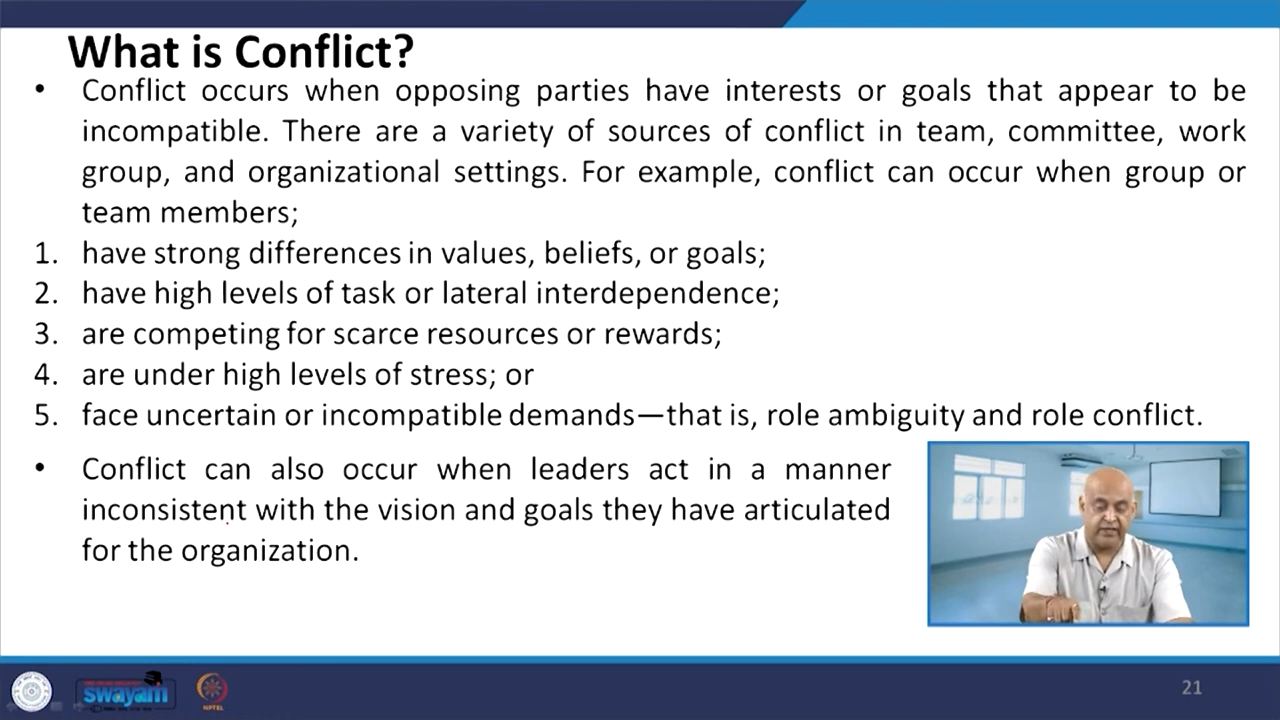 What is Conflict?
• Conflict occurs when opposing parties have interests or goals that appear to be
incompatible. There are a variety of sources of conflict in team, committee, work
group, and organizational settings. For example, conflict can occur when group or
team members;
1. have strong differences in values, beliefs, or goals;
2. have high levels of task or lateral interdependence;
3. are competing for scarce resources or rewards;
4. are under high levels of stress; or
5. face uncertain or incompatible demands—that is, role ambiguity and role conflict.
• Conflict can also occur when leaders act in a manner
inconsistent with the vision and goals they have articulated
for the organization.
swayam
NPTEL
21